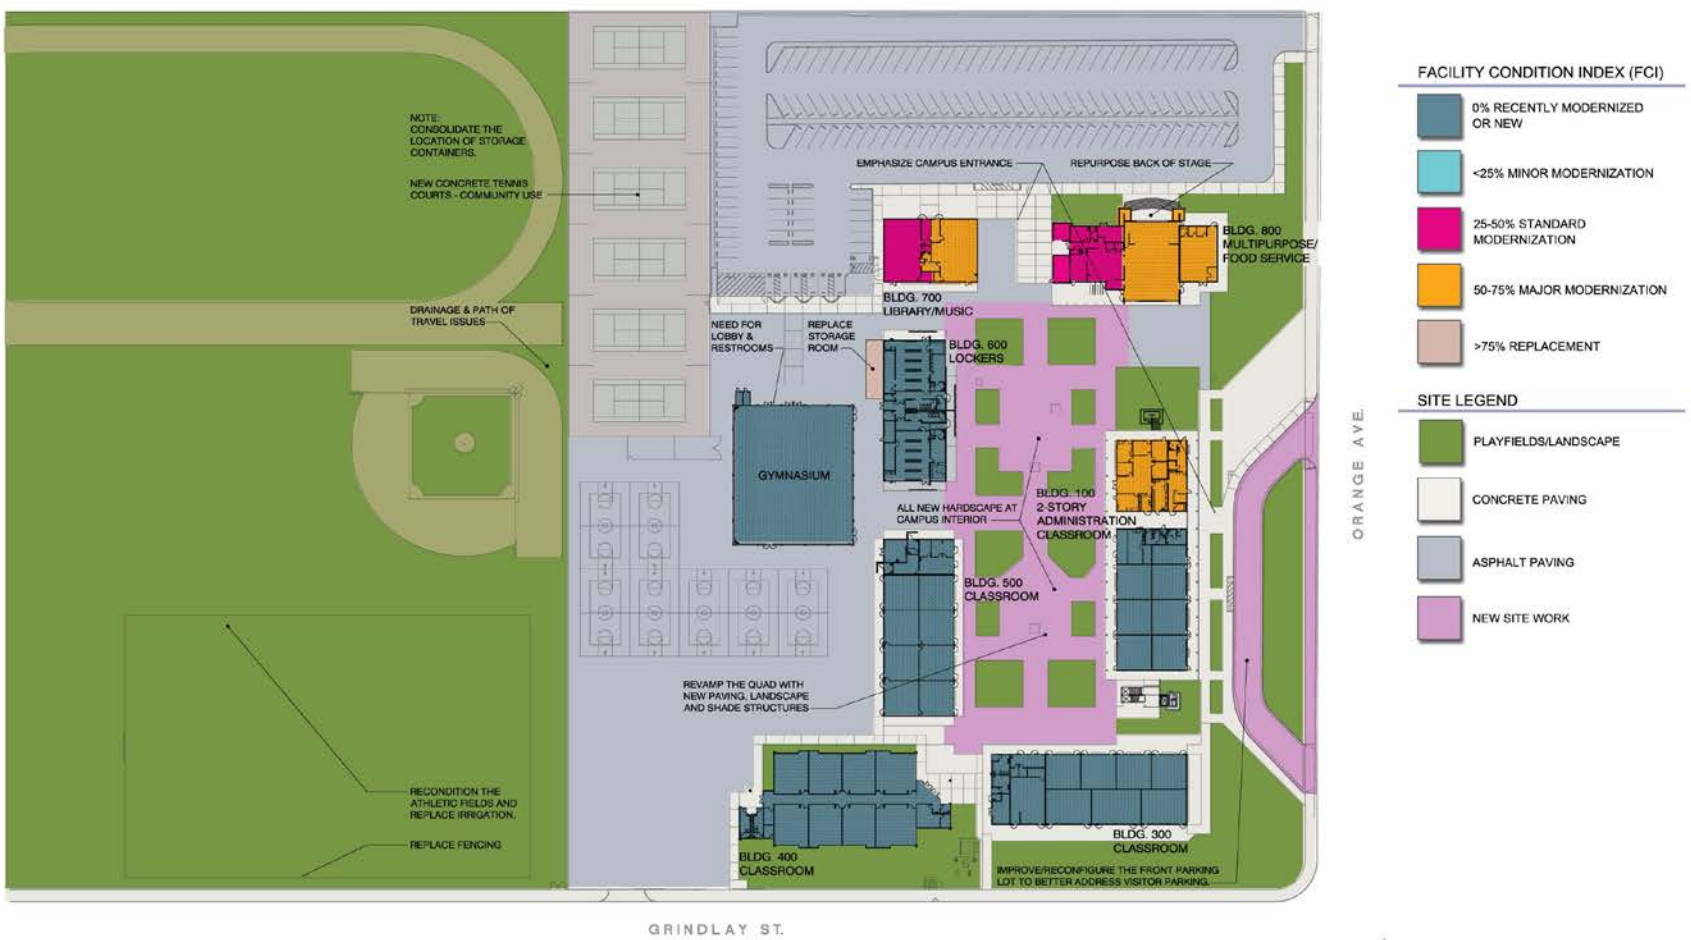 NOTE:
CONSOLIDATE THE
LOCATION OF STORAGE
CONTAINERS.
NEW CONCRETE TENNIS
COURTS - COMMUNITY USE
DRAINAGE & PATH OF
TRAVEL ISSUES
EMPHASIZE CAMPUS ENTRANCE
REPURPOSE BACK OF STAGE
BLDG. 800
MULTIPURPOSE/
FOOD SERVICE
BLDG. 700
LIBRARY/MUSIC
NEED FOR
LOBBY &
RESTROOMS
REPLACE
STORAGE
ROOM
BLDG. 600
LOCKERS
GYMNASIUM
ALL NEW HARDSCAPE AT
CAMPUS INTERIOR
BLDG. 100
2-STORY
ADMINISTRATION
CLASSROOM
BLDG. 500
CLASSROOM
REVAMP THE QUAD WITH
NEW PAVING, LANDSCAPE
AND SHADE STRUCTURES
RECONDITION THE
ATHLETIC FIELDS AND
REPLACE IRRIGATION.
REPLACE FENCING
BLDG. 400
CLASSROOM
BLDG. 300
CLASSROOM
IMPROVE/RECONFIGURE THE FRONT PARKING
LOT TO BETTER ADDRESS VISITOR PARKING.
GRINDLAY ST.
ORANGE AVE.
FACILITY CONDITION INDEX (FCI)
0% RECENTLY MODERNIZED
OR NEW
<25% MINOR MODERNIZATION
25-50% STANDARD
MODERNIZATION
50-75% MAJOR MODERNIZATION
>75% REPLACEMENT
SITE LEGEND
PLAYFIELDS/LANDSCAPE
CONCRETE PAVING
ASPHALT PAVING
NEW SITE WORK